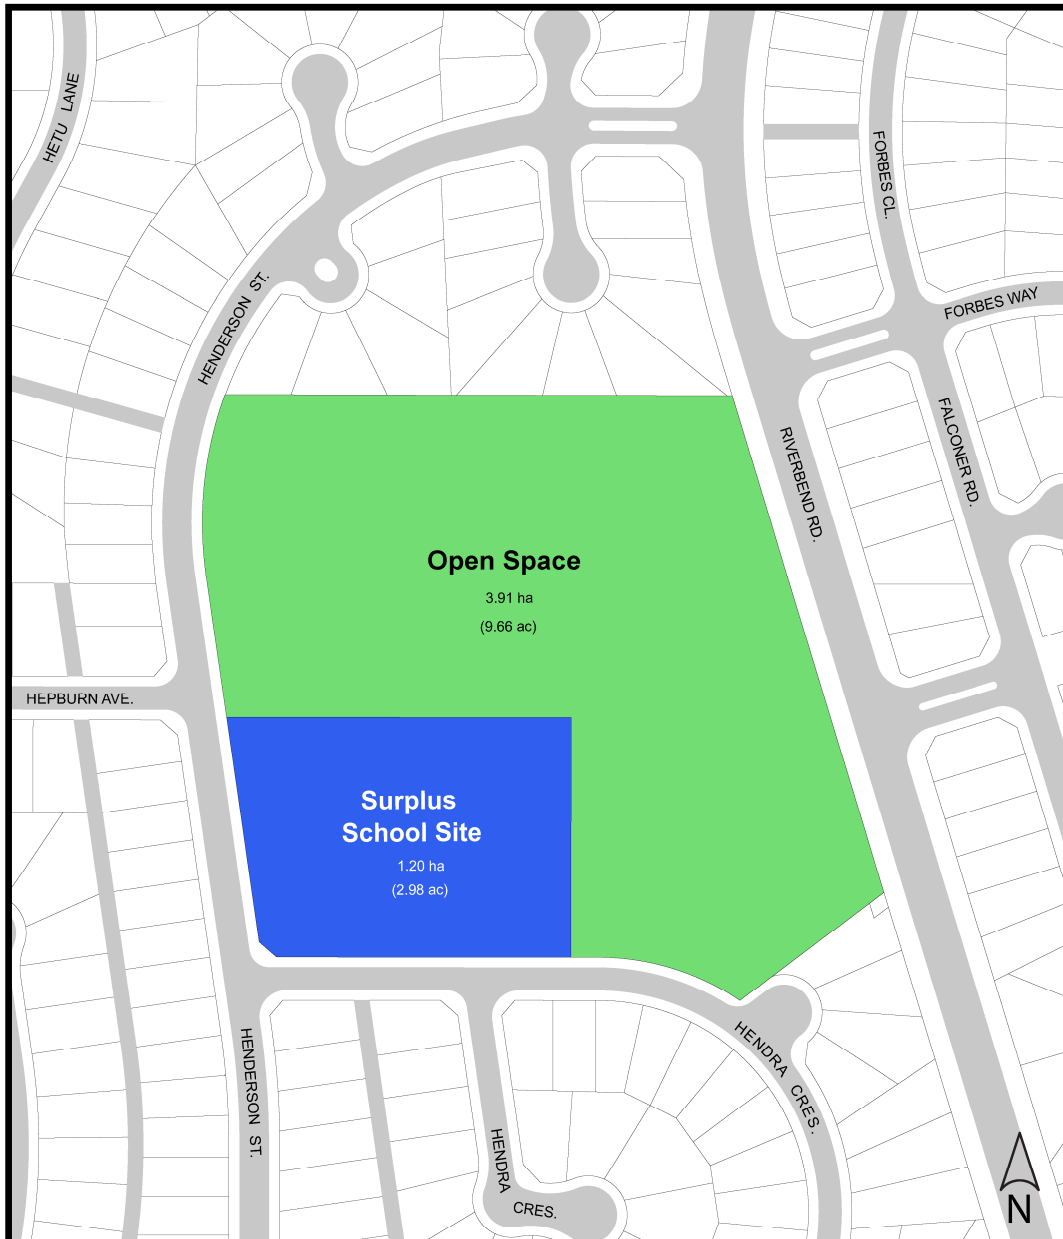 HETU LANE
FORBES CL.
HENDERSON ST.
FORBES WAY
RIVERBEND RD.
FALCONER RD.
Open Space
3.91 ha
(9.66 ac)
HEPBURN AVE.
Surplus
School Site
1.20 ha
(2.98 ac)
HENDERSON ST.
HENDRA CRES.
HENDRA
CRES.
N